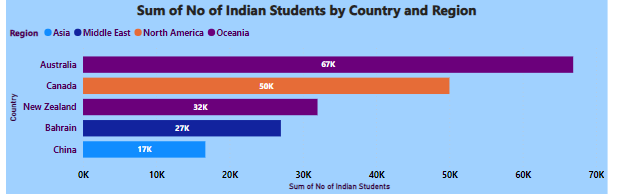 Sum of No of Indian Students by Country and Region
Region Asia Middle East North America Oceania
Country
Australia 67K
Canada 50K
New Zealand 32K
Bahrain 27K
China 17K
0K 10K 20K 30K 40K 50K 60K 70K
Sum of No of Indian Students